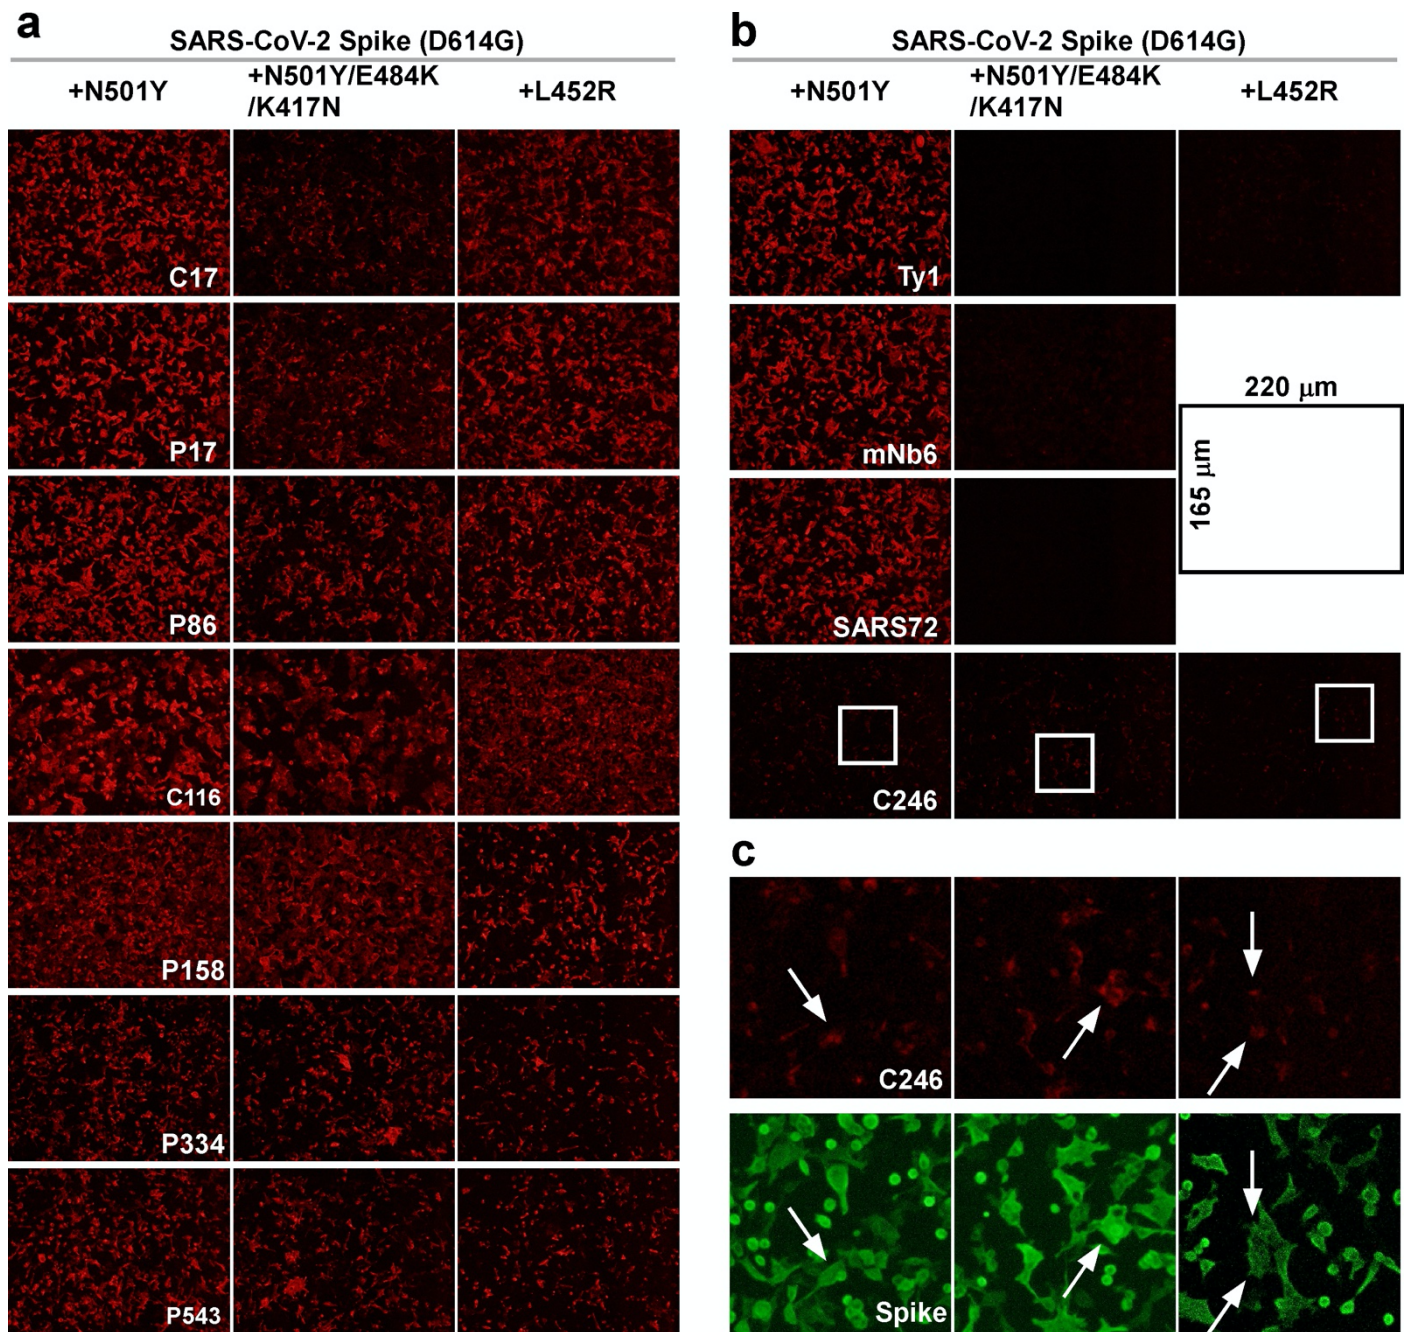 a
SARS-CoV-2 Spike (D614G)
+N501Y
+N501Y/E484K
/K417N
+L452R
C17
P17
P86
C116
P158
P334
P543
b
SARS-CoV-2 Spike (D614G)
+N501Y
+N501Y/E484K
/K417N
+L452R
Ty1
mNb6
220 μm
165 μm
SARS72
C246
c
C246
Spike